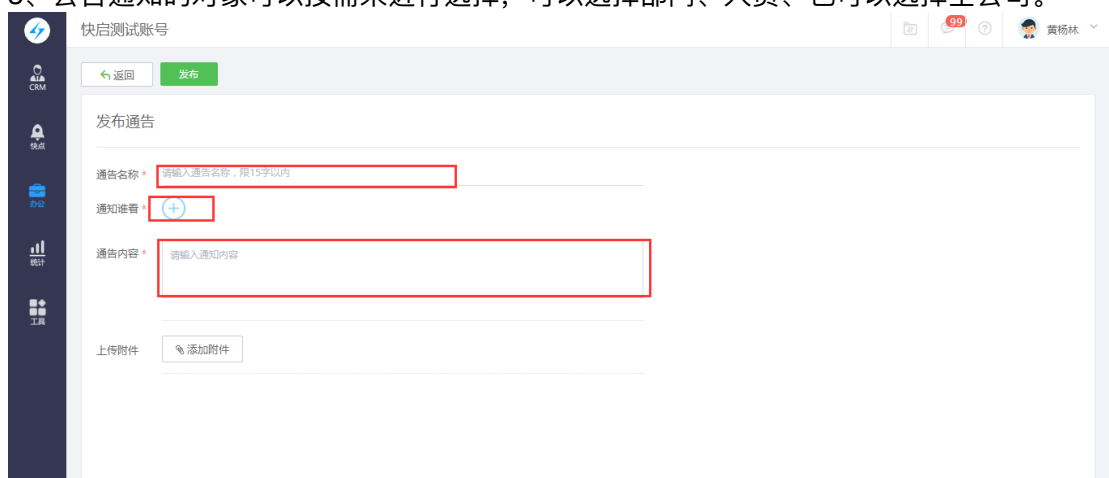 3、公告通知的对象可以按需来进行选择，可以选择部门、人员、也可以选择全公司。
快启测试账号
99
黄杨林
CRM
返回
发布
发布通告
快点
通告名称 *
请输入通告名称，限15字以内
办公
通知谁看 *
通告内容 *
请输入通知内容
统计
工具
上传附件
添加附件